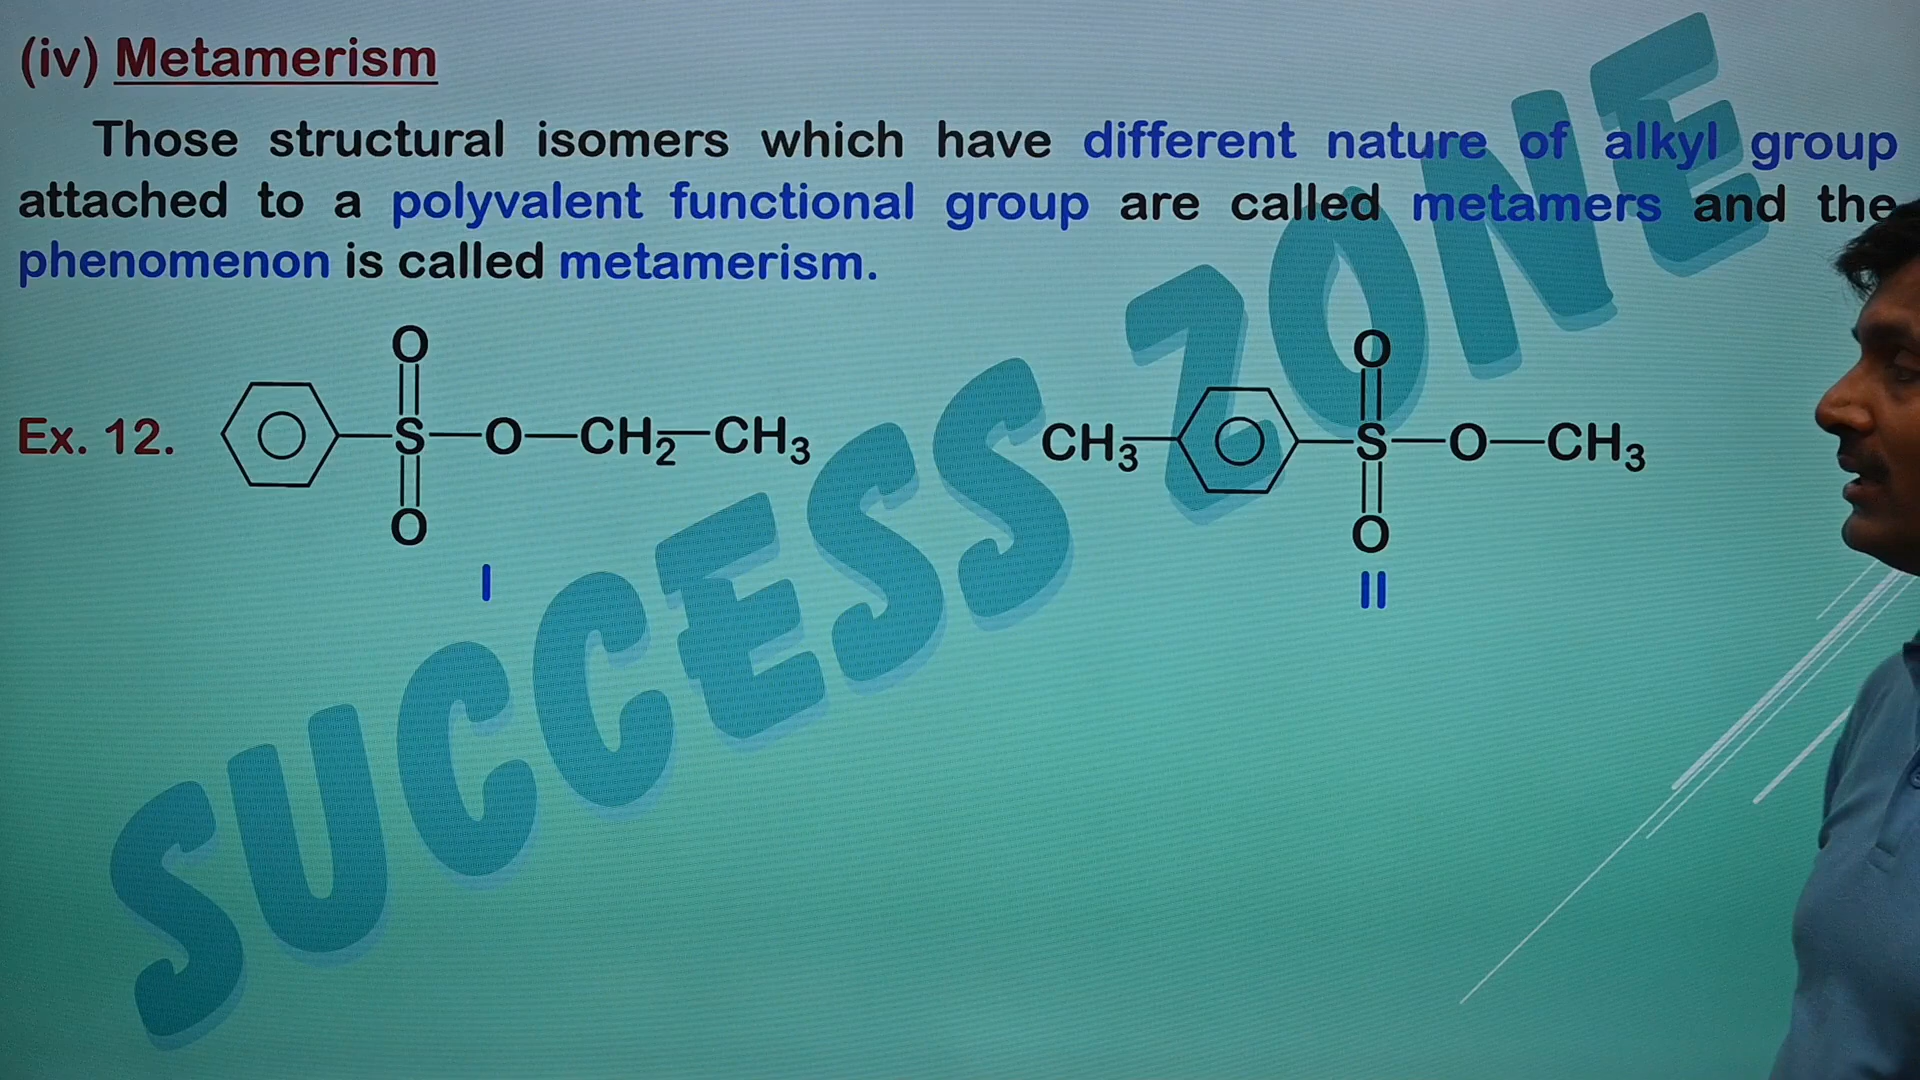 (iv) Metamerism
Those structural isomers which have different nature of alkyl group
attached to a polyvalent functional group are called metamers and the
phenomenon is called metamerism.
O O
Ex. 12. S—O—CH₂—CH₃ CH₃ S—O—CH₃
O O
I II
SUCCESS ZONE